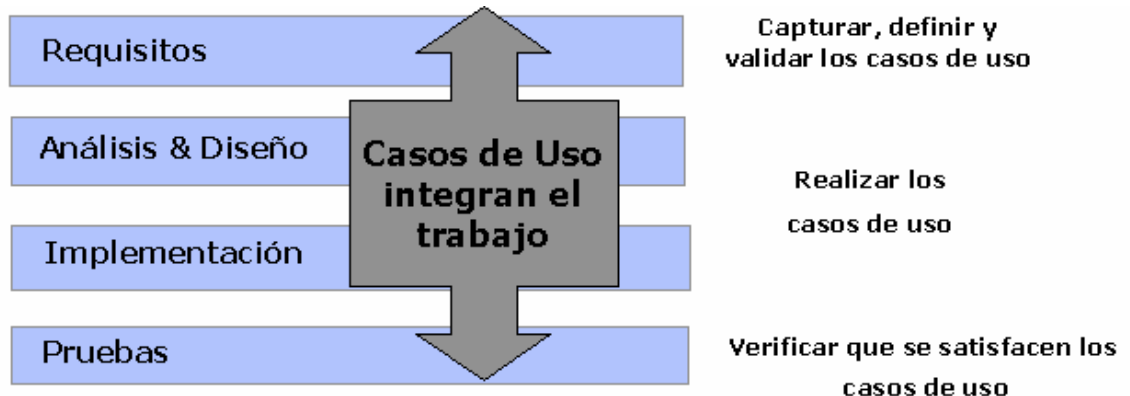 Requisitos
Capturar, definir y
validar los casos de uso
Análisis & Diseño
Casos de Uso
integran el
trabajo
Realizar los
casos de uso
Implementación
Pruebas
Verificar que se satisfacen los
casos de uso